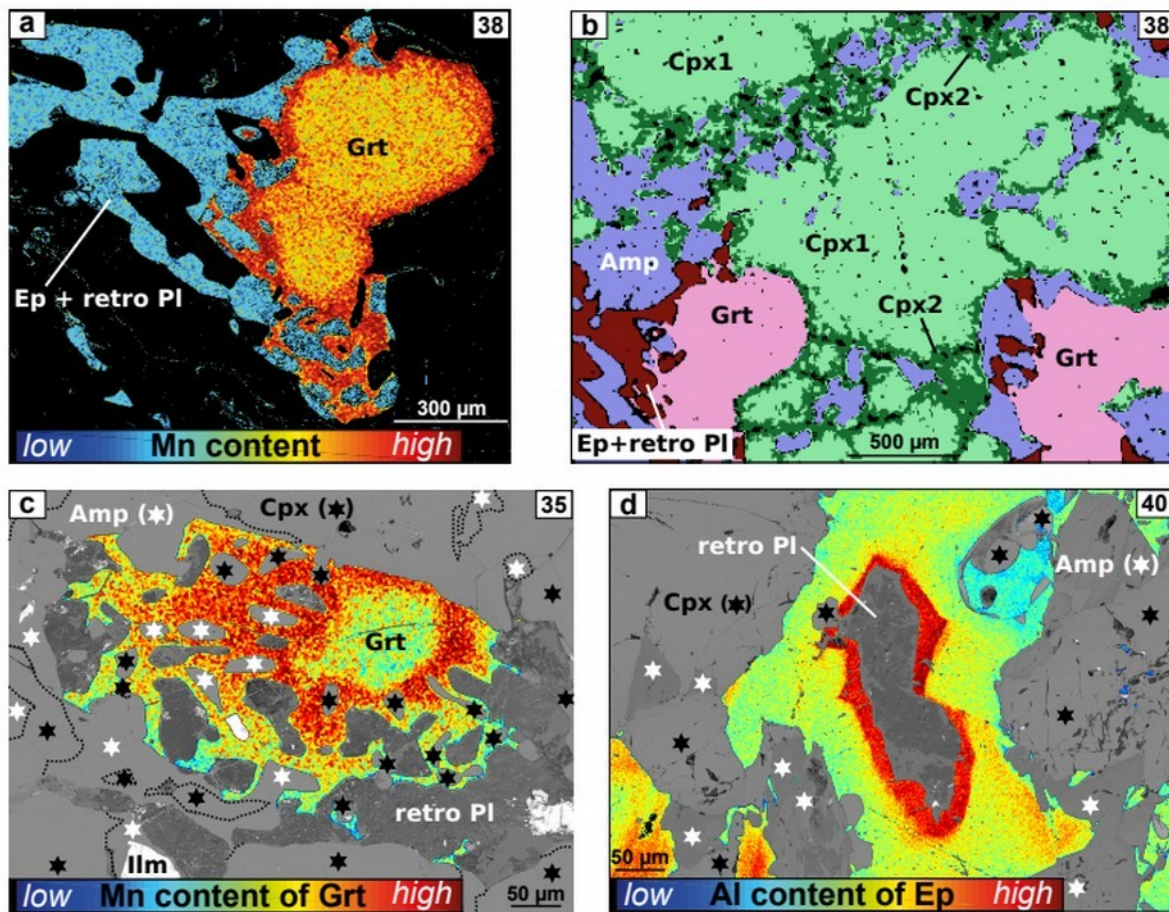 a
38
Grt
Ep + retro Pl
300 µm
low Mn content high
b
38
Cpx1
Cpx2
Cpx1
Amp
Cpx2
Grt
Grt
Ep+retro Pl
500 µm
c
35
Amp (★)
Cpx (★)
Grt
retro Pl
Ilm
low Mn content of Grt high
50 µm
d
40
retro Pl
Amp (★)
Cpx (★)
50 µm
low Al content of Ep high